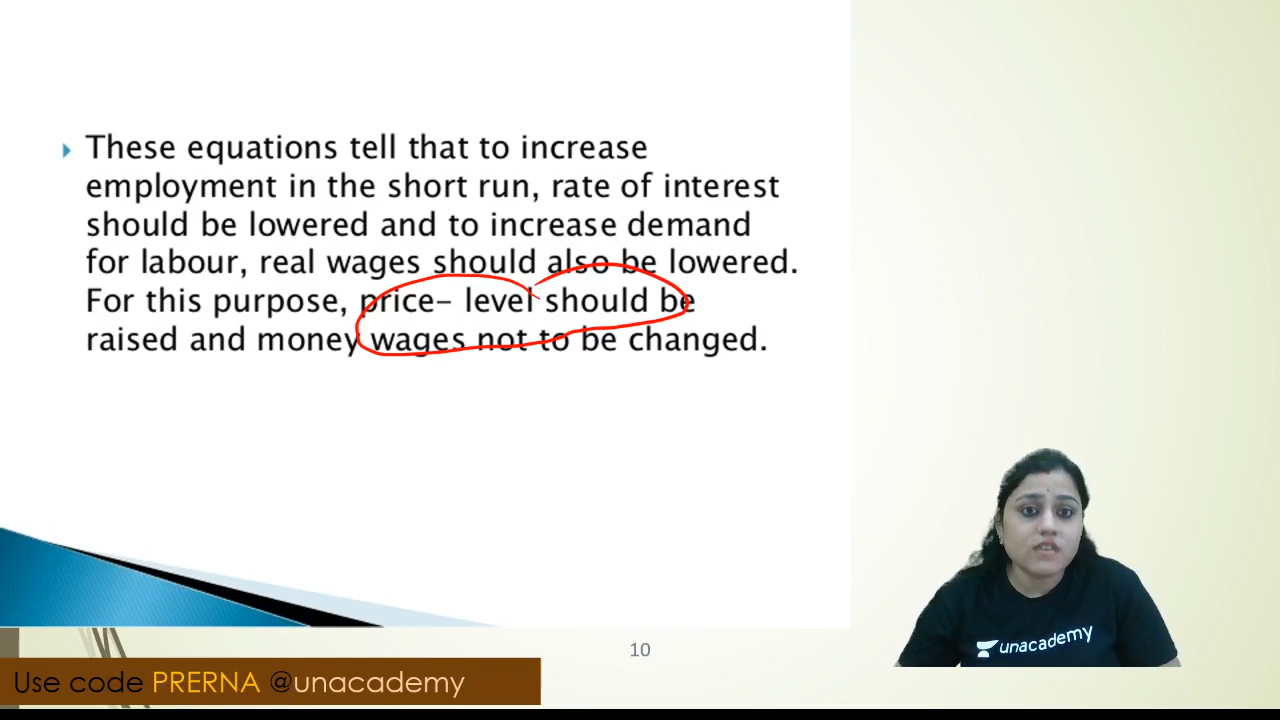 These equations tell that to increase
employment in the short run, rate of interest
should be lowered and to increase demand
for labour, real wages should also be lowered.
For this purpose, price- level should be
raised and money wages not to be changed.
unacademy
10
Use code PRERNA @unacademy